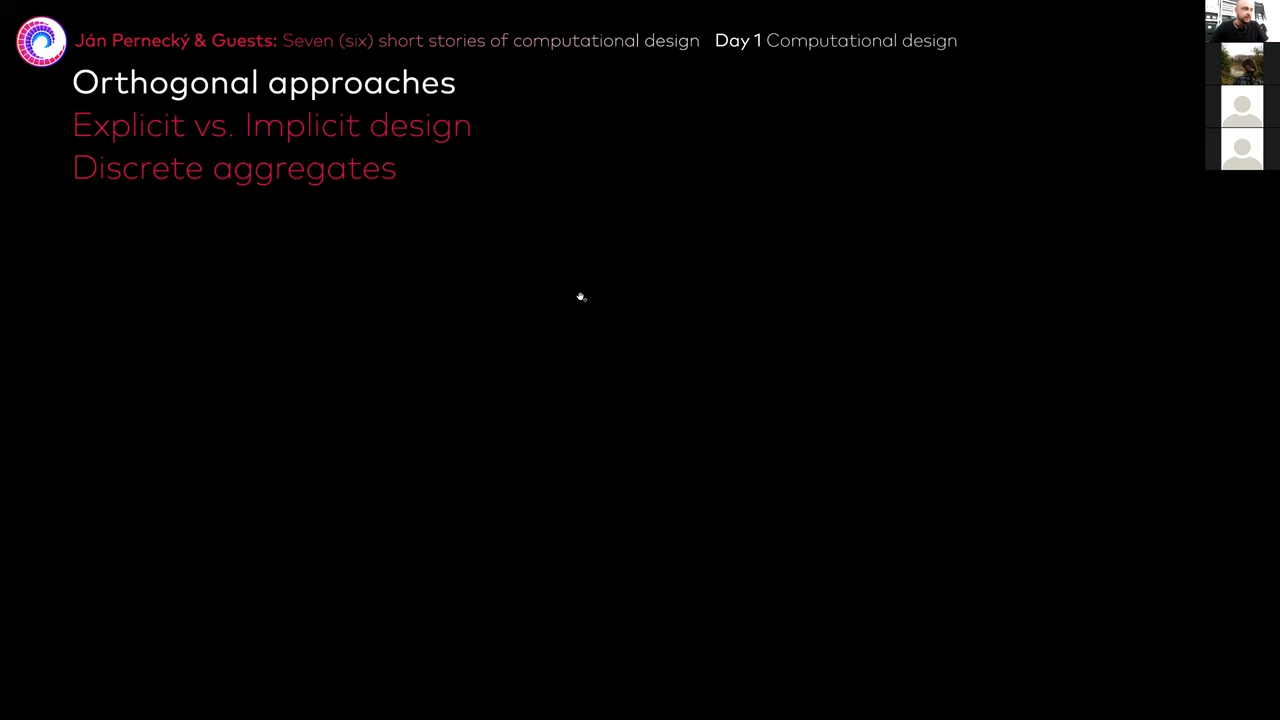 Ján Pernecký & Guests: Seven (six) short stories of computational design Day 1 Computational design
Orthogonal approaches
Explicit vs. Implicit design
Discrete aggregates